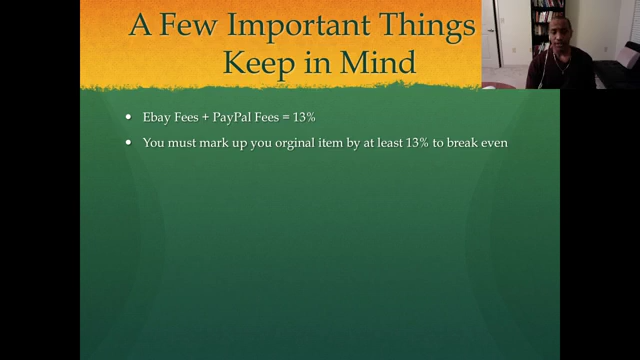 A Few Important Things
Keep in Mind
• Ebay Fees + PayPal Fees = 13%
• You must mark up you orginal item by at least 13% to break even